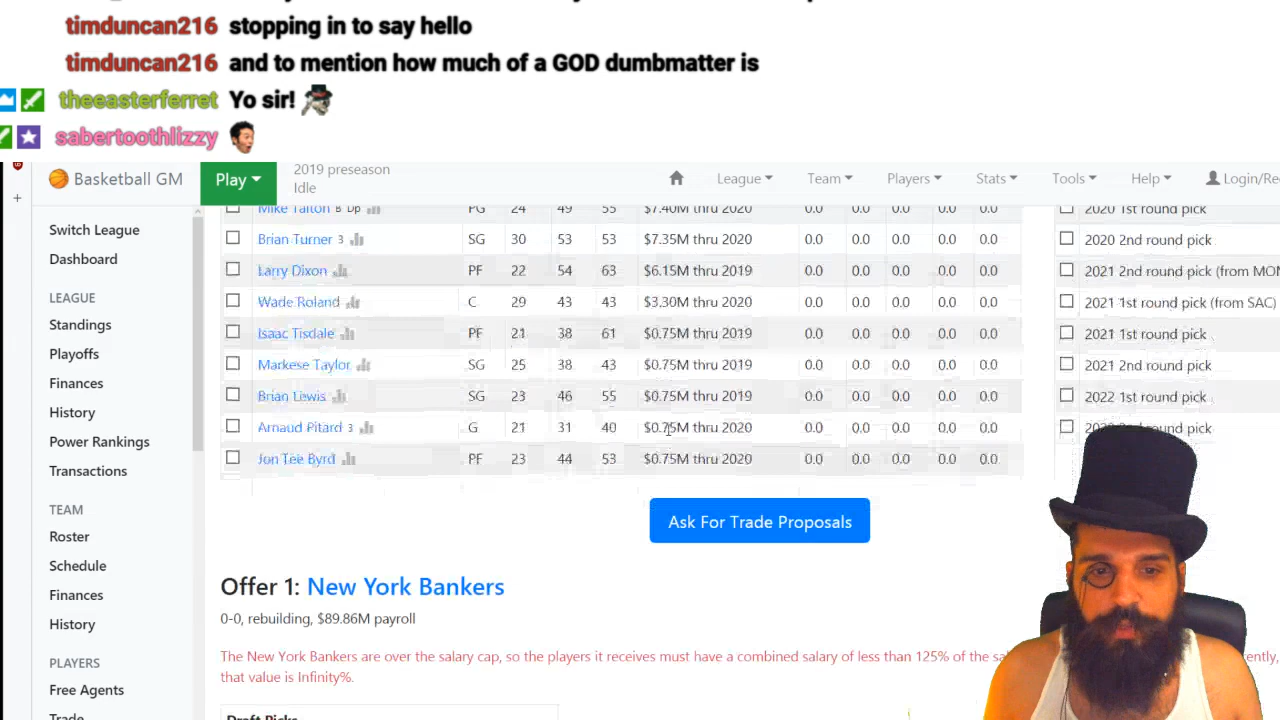 timduncan216 stopping in to say hello
timduncan216 and to mention how much of a GOD dumbmatter is
theeasterferret Yo sir!
sabertoothlizzy
Basketball GM Play 2019 preseason Idle League Team Players Stats Tools Help Login/Re
Switch League
Dashboard
LEAGUE
Standings
Playoffs
Finances
History
Power Rankings
Transactions
TEAM
Roster
Schedule
Finances
History
PLAYERS
Free Agents
Trade
PG 24 49 55 $7.40M thru 2020 0.0 0.0 0.0 0.0 2020 1st round pick
Brian Turner 3 SG 30 53 53 $7.35M thru 2020 0.0 0.0 0.0 0.0 2020 2nd round pick
Larry Dixon PF 22 54 63 $6.15M thru 2019 0.0 0.0 0.0 0.0 2021 2nd round pick (from MON
Wade Roland C 29 43 43 $3.30M thru 2020 0.0 0.0 0.0 0.0 2021 1st round pick (from SAC)
Isaac Tisdale PF 21 38 61 $0.75M thru 2019 0.0 0.0 0.0 0.0 2021 1st round pick
Markese Taylor SG 25 38 43 $0.75M thru 2019 0.0 0.0 0.0 0.0 2021 2nd round pick
Brian Lewis SG 23 46 55 $0.75M thru 2019 0.0 0.0 0.0 0.0 2022 1st round pick
Arnaud Pitard 3 G 21 31 40 $0.75M thru 2020 0.0 0.0 0.0 0.0 round pick
Jon Tee Byrd PF 23 44 53 $0.75M thru 2020 0.0 0.0 0.0 0.0
Ask For Trade Proposals
Offer 1: New York Bankers
0-0, rebuilding, $89.86M payroll
The New York Bankers are over the salary cap, so the players it receives must have a combined salary of less than 125% of the sa
that value is Infinity%.
Draft Picks